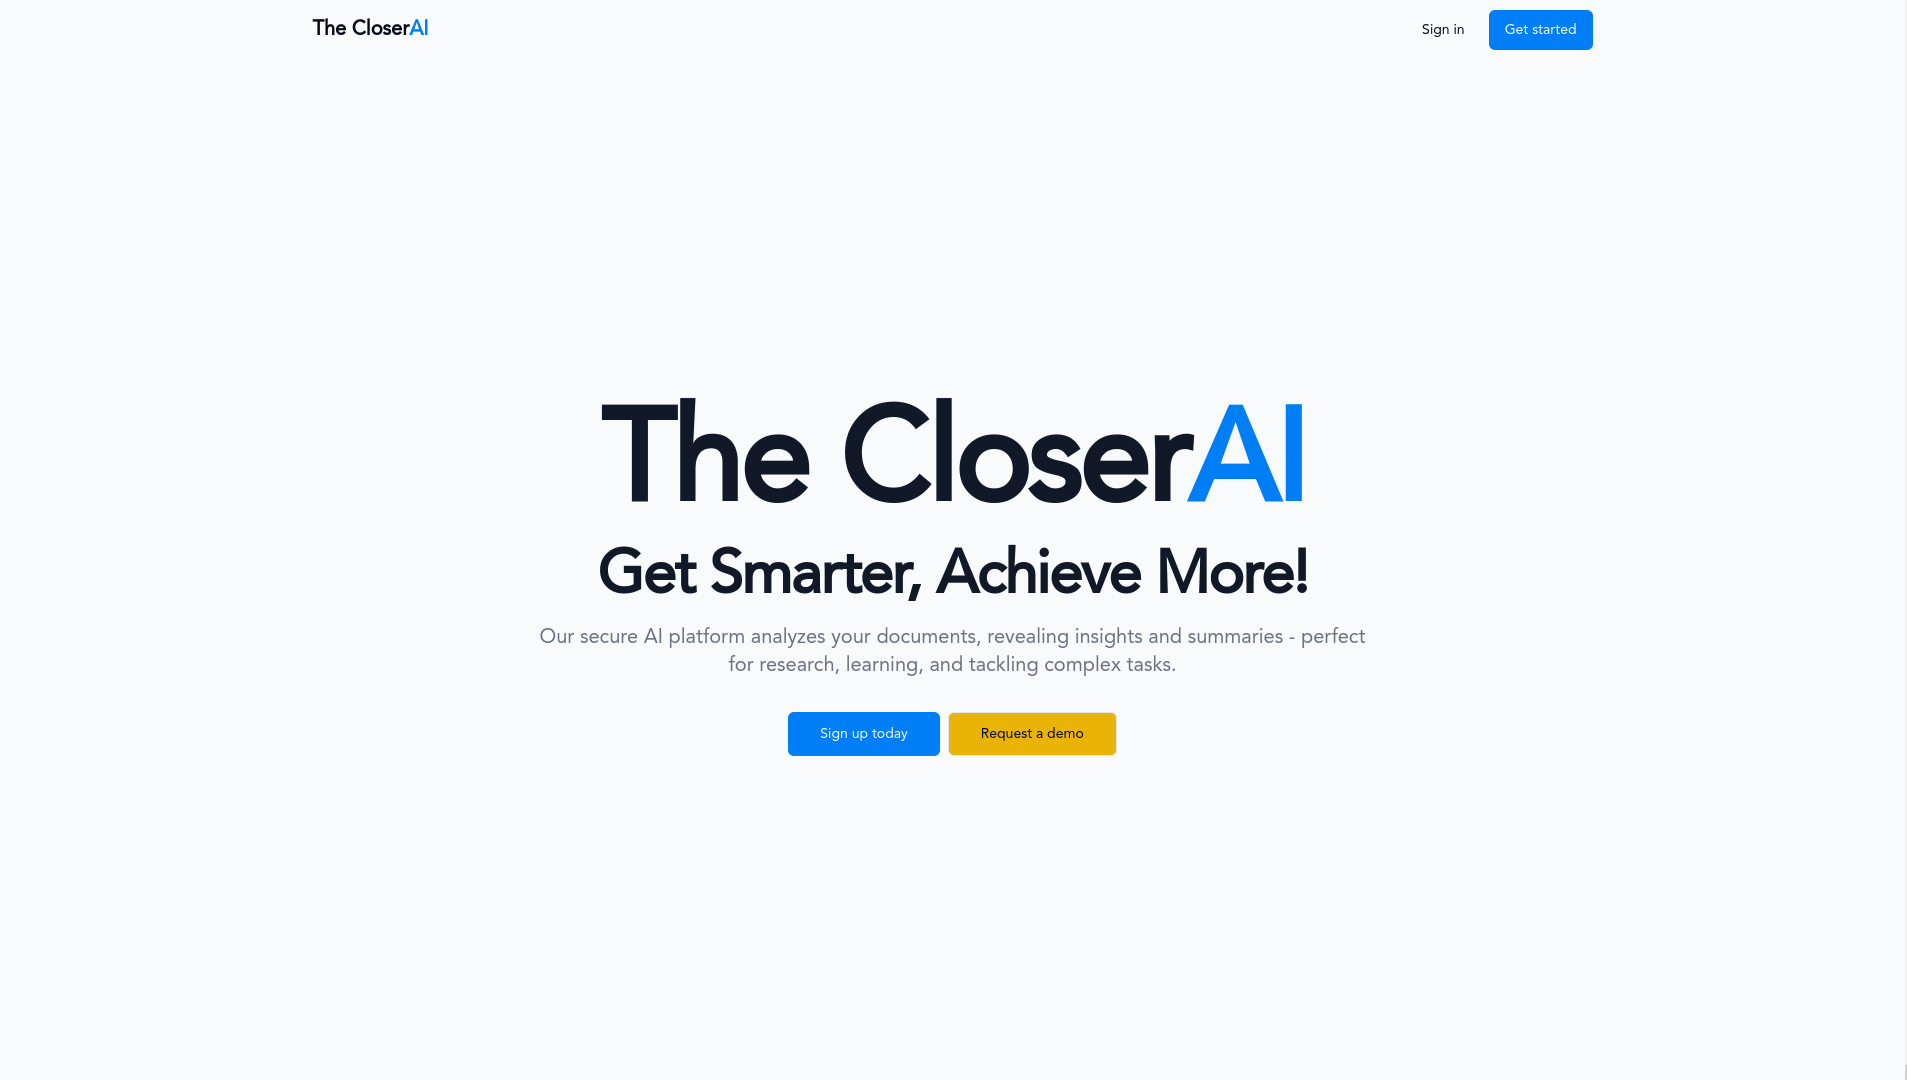 The CloserAI
Sign in
Get started
The CloserAI
Get Smarter, Achieve More!
Our secure AI platform analyzes your documents, revealing insights and summaries - perfect
for research, learning, and tackling complex tasks.
Sign up today
Request a demo